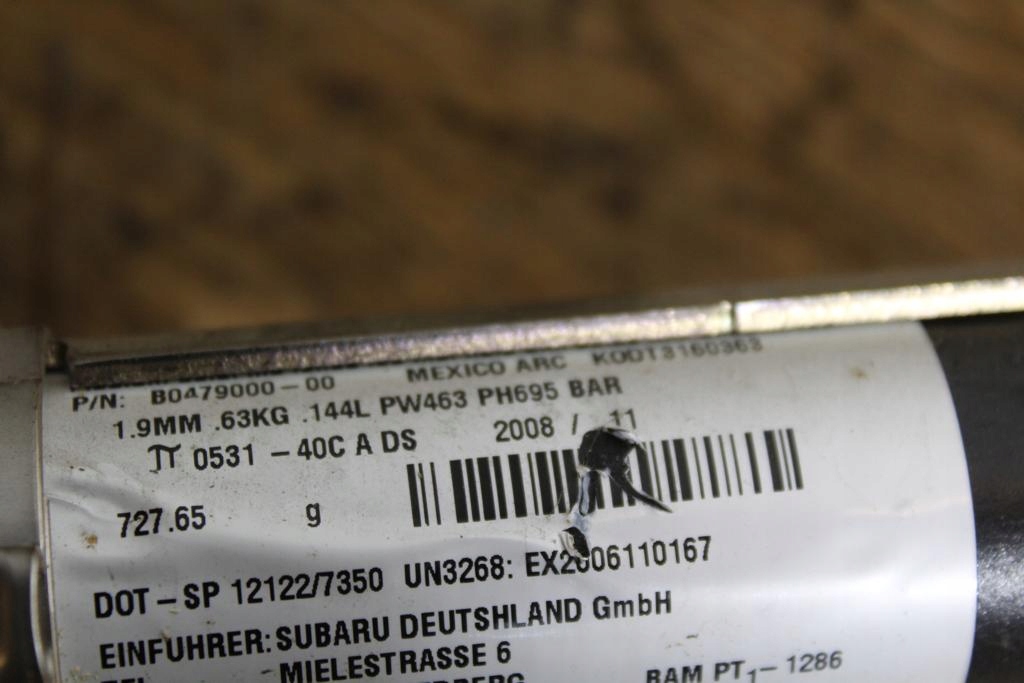 P/N: B0479000-00 MEXICO ARC KODT3160363
1.9MM .63KG .144L PW463 PH695 BAR
π 0531 -40C A DS 2008 / 11
727.65 g
DOT-SP 12122/7350 UN3268: EX2006110167
EINFUHRER: SUBARU DEUTSHLAND GmbH
MIELESTRASSE 6
BAM PT1-1286